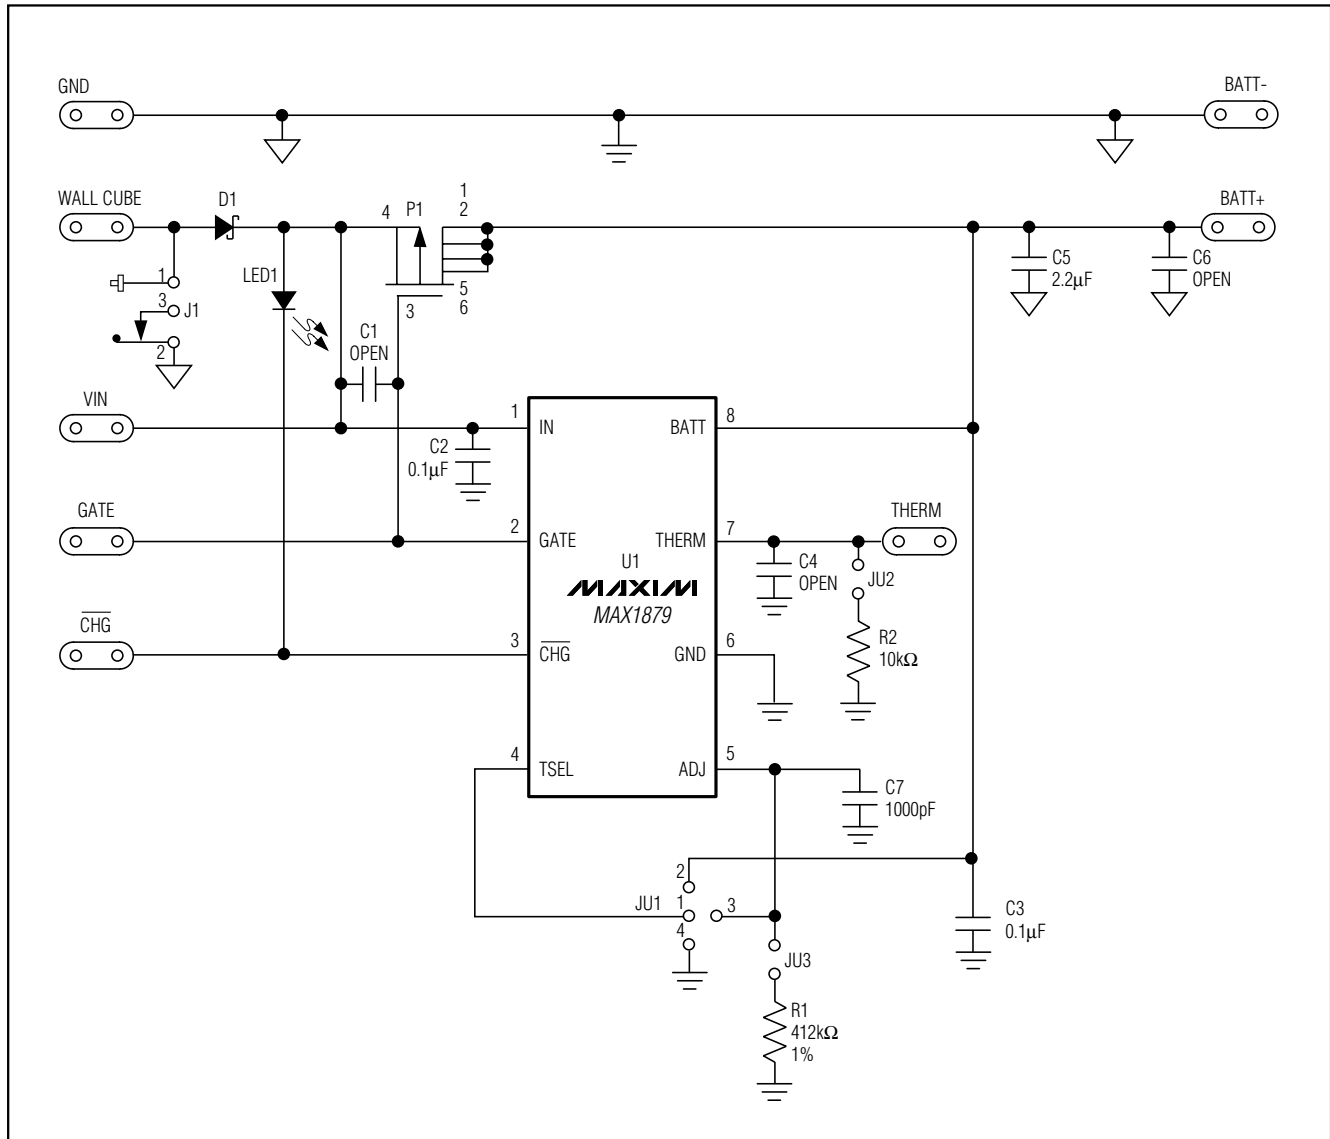 GND
BATT-
WALL CUBE
D1
4
P1
1
2
BATT+
LED1
5
6
3
C5
2.2μF
C6
OPEN
1
3
J1
2
C1
OPEN
VIN
1
IN
BATT
8
C2
0.1μF
GATE
2
GATE
THERM
7
THERM
U1
MAXIM
MAX1879
C4
OPEN
JU2
CHG
3
CHG
GND
6
R2
10kΩ
4
TSEL
ADJ
5
C7
1000pF
2
JU1
1
3
4
C3
0.1μF
JU3
R1
412kΩ
1%